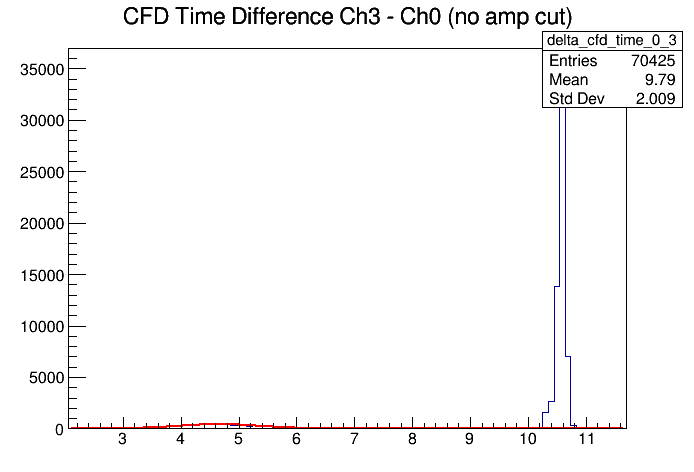 CFD Time Difference Ch3 - Ch0 (no amp cut)
delta_cfd_time_0_3
Entries 70425
Mean 9.79
Std Dev 2.009
35000
30000
25000
20000
15000
10000
5000
0
3 4 5 6 7 8 9 10 11